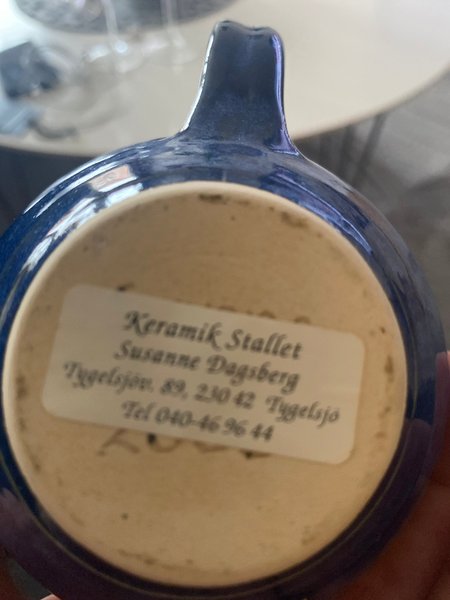 Keramik Stallet
Susanne Dagsberg
Tygelsjöv. 89, 230 42 Tygelsjö
Tel 040-46 96 44